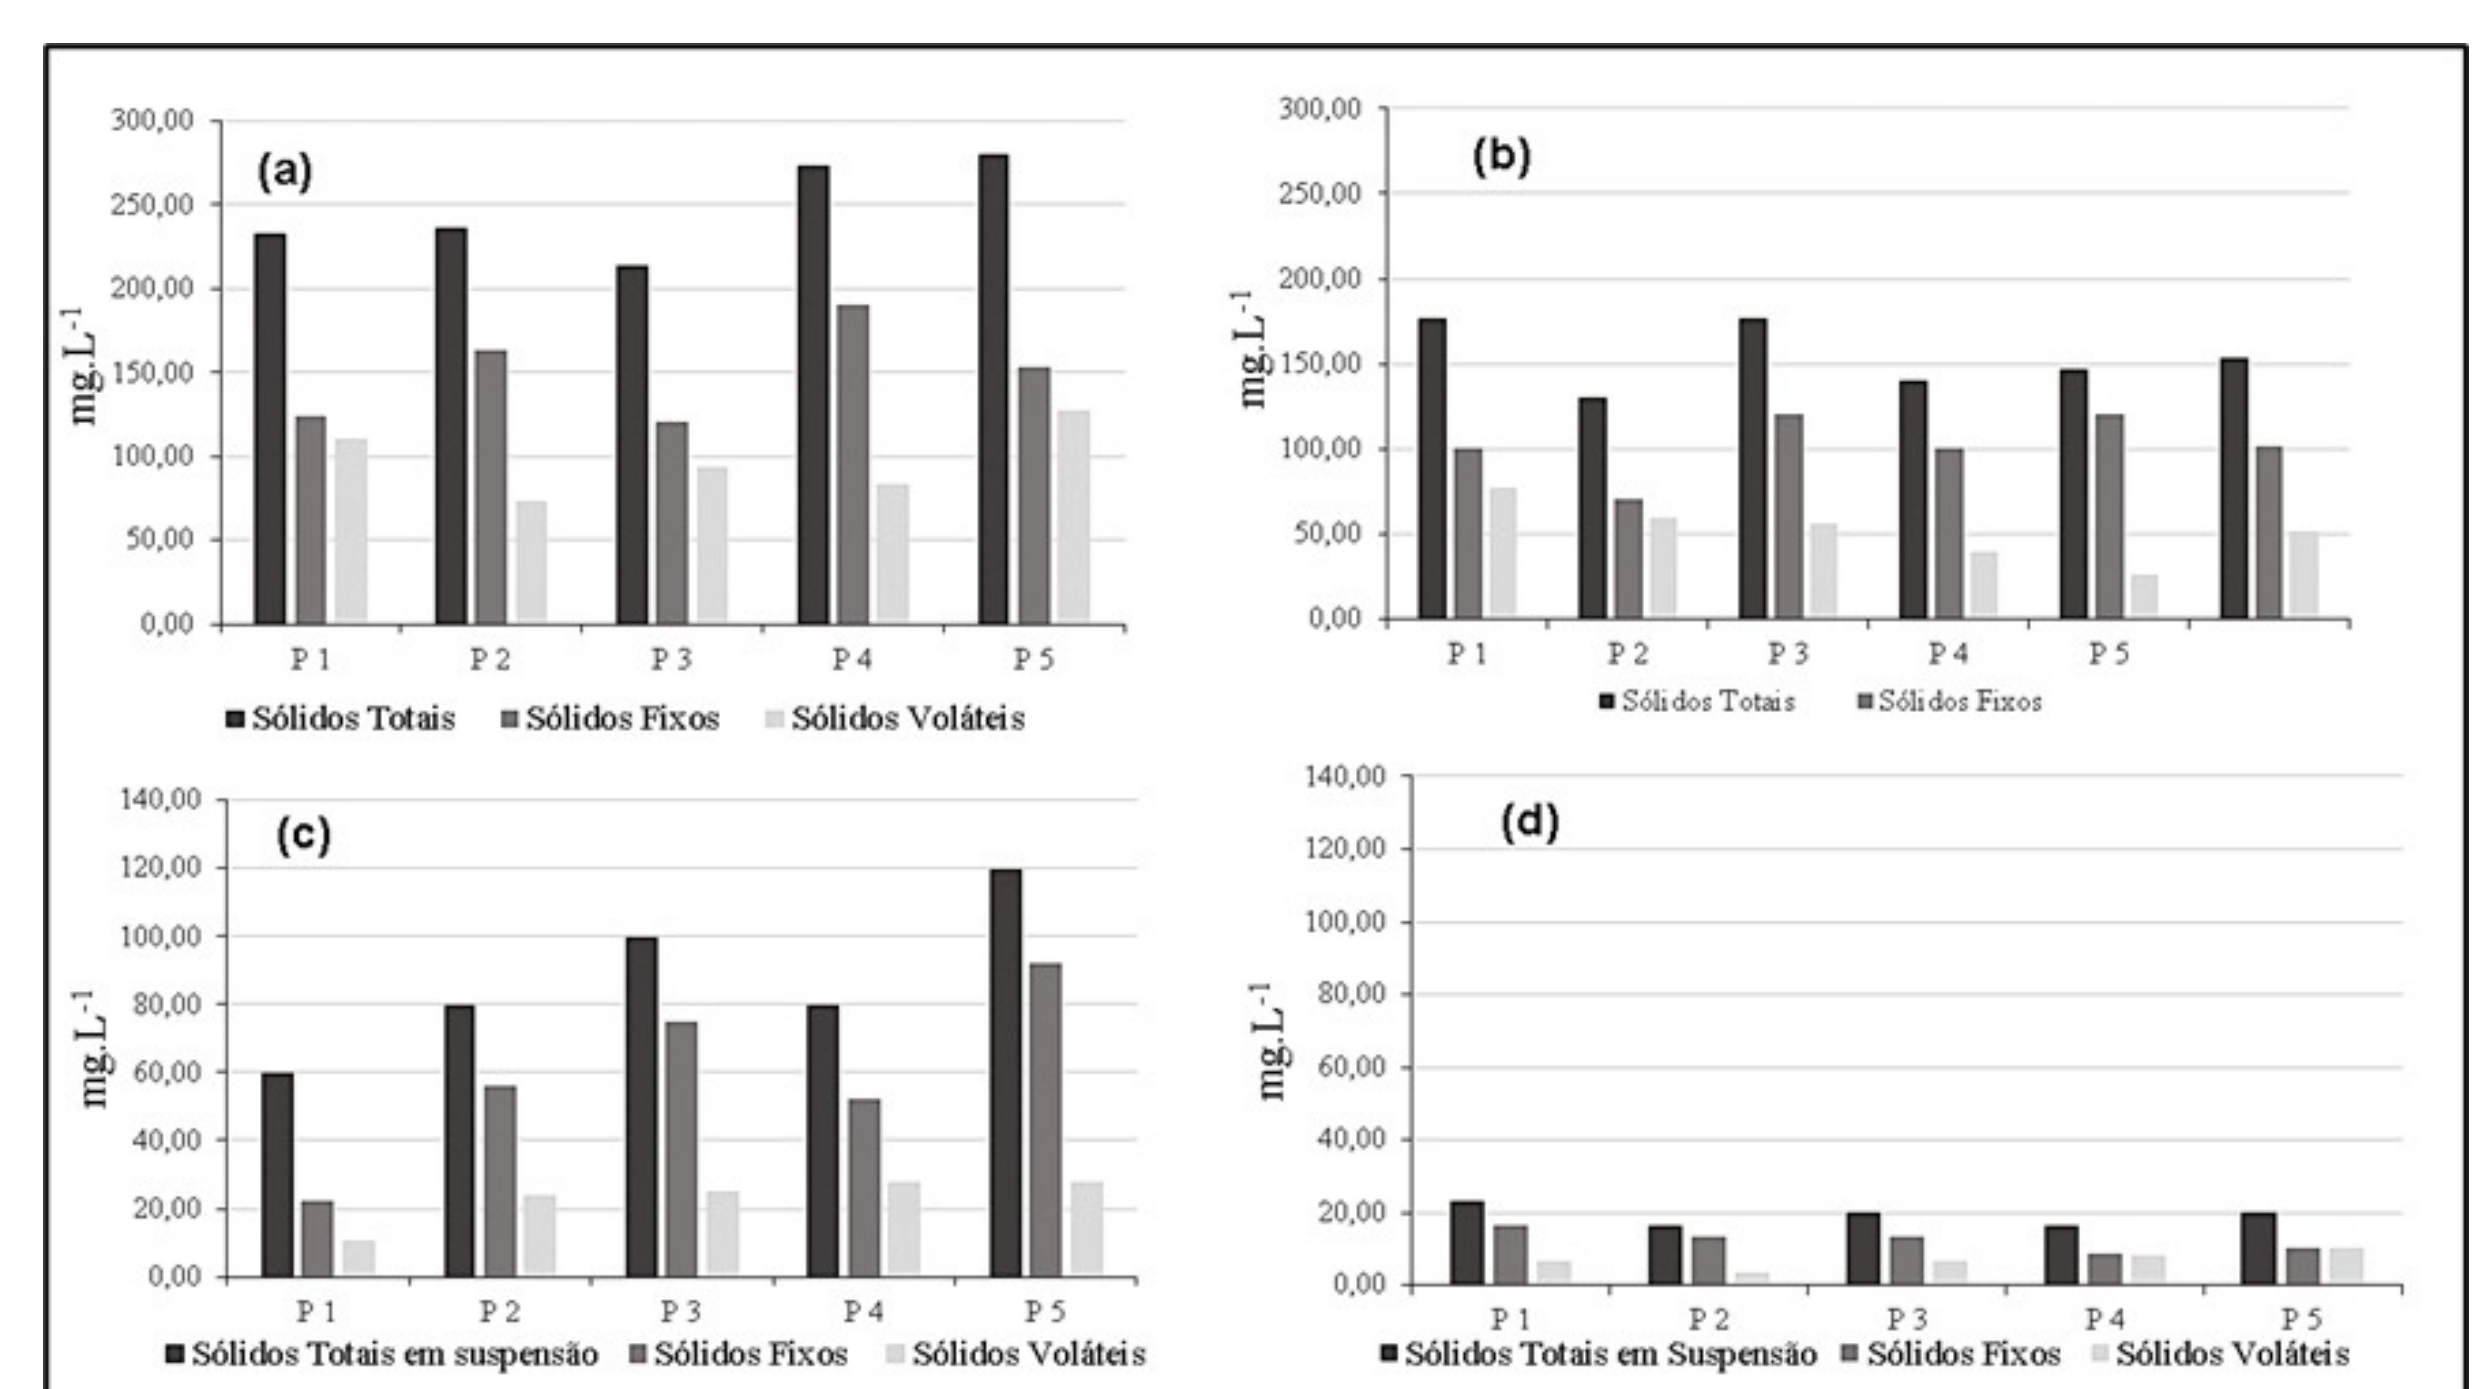 (a)
300,00
250,00
200,00
150,00
100,00
50,00
0,00
mg.L-1
P 1 P 2 P 3 P 4 P 5
Sólidos Totais Sólidos Fixos Sólidos Voláteis
(b)
300,00
250,00
200,00
150,00
100,00
50,00
0,00
mg.L-1
P 1 P 2 P 3 P 4 P 5
Sólidos Totais Sólidos Fixos
(c)
140,00
120,00
100,00
80,00
60,00
40,00
20,00
0,00
mg.L-1
P 1 P 2 P 3 P 4 P 5
Sólidos Totais em suspensão Sólidos Fixos Sólidos Voláteis
(d)
140,00
120,00
100,00
80,00
60,00
40,00
20,00
0,00
mg.L-1
P 1 P 2 P 3 P 4 P 5
Sólidos Totais em Suspensão Sólidos Fixos Sólidos Voláteis